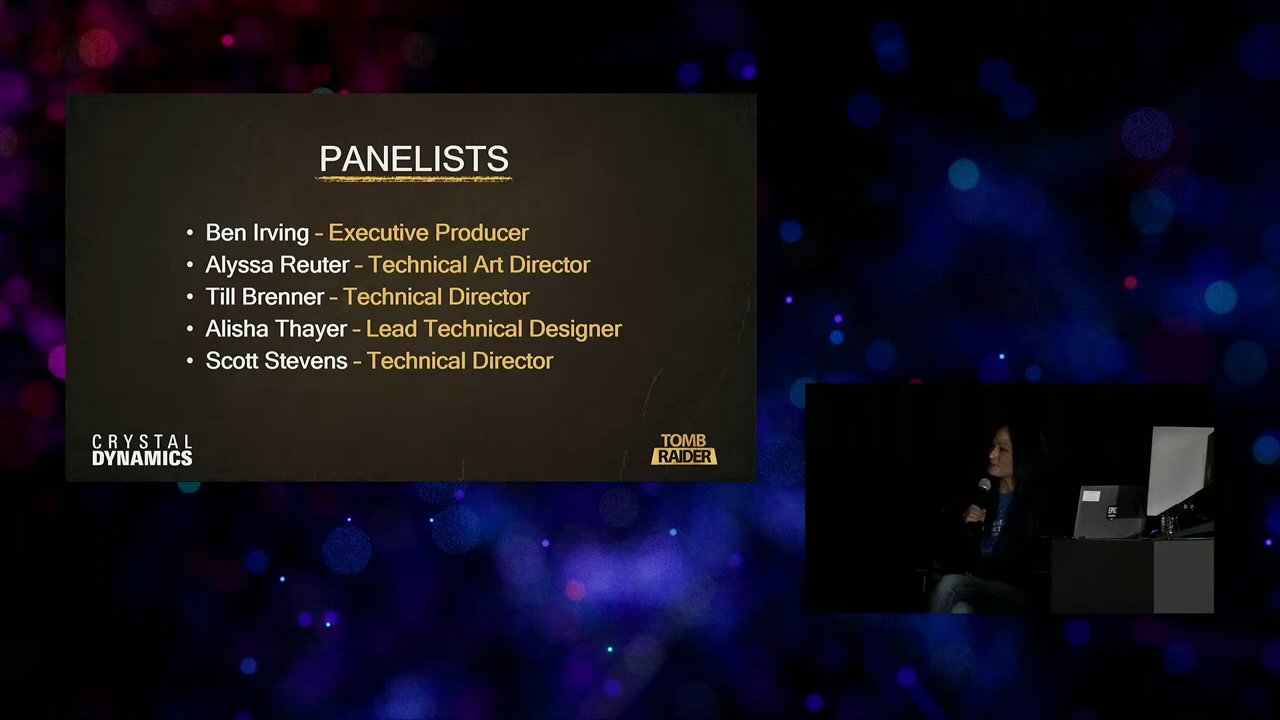 PANELISTS
• Ben Irving – Executive Producer
• Alyssa Reuter – Technical Art Director
• Till Brenner – Technical Director
• Alisha Thayer – Lead Technical Designer
• Scott Stevens – Technical Director
CRYSTAL
DYNAMICS
TOMB
RAIDER
EPIC